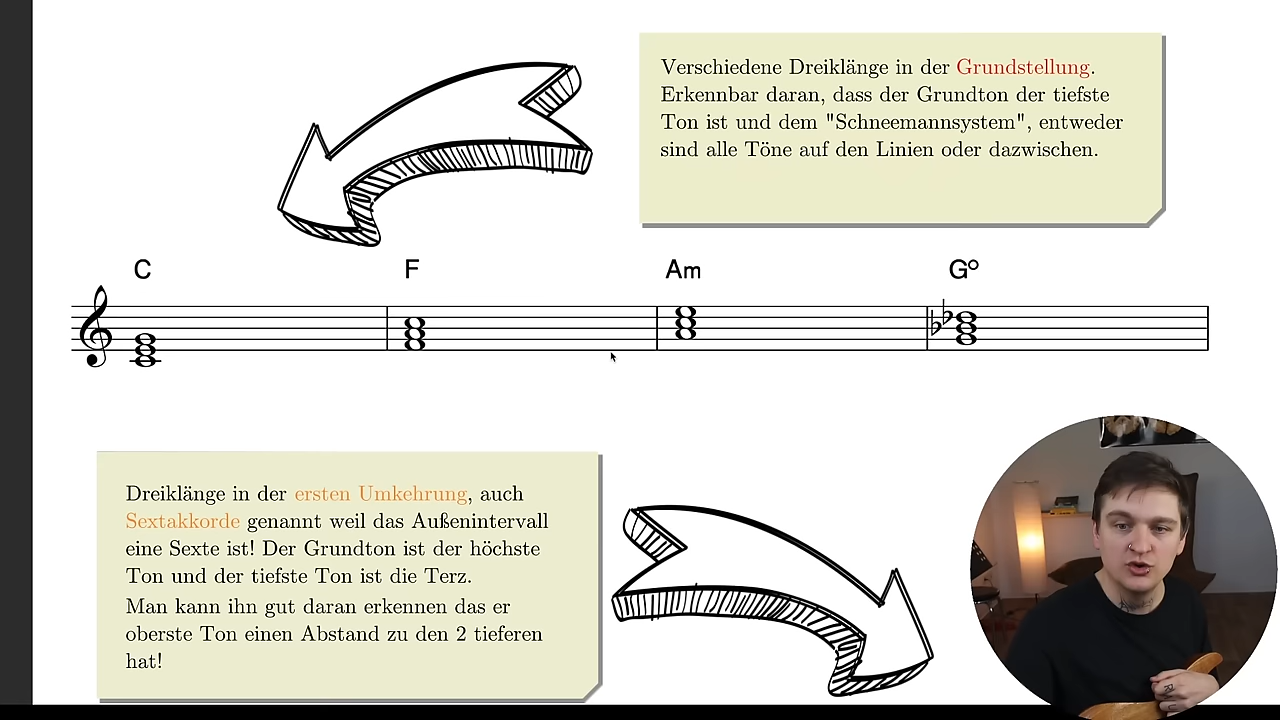 Verschiedene Dreiklänge in der Grundstellung.
Erkennbar daran, dass der Grundton der tiefste
Ton ist und dem "Schneemannsystem", entweder
sind alle Töne auf den Linien oder dazwischen.
C F Am G°
Dreiklänge in der ersten Umkehrung, auch
Sextakkorde genannt weil das Außenintervall
eine Sexte ist! Der Grundton ist der höchste
Ton und der tiefste Ton ist die Terz.
Man kann ihn gut daran erkennen das er
oberste Ton einen Abstand zu den 2 tieferen
hat!